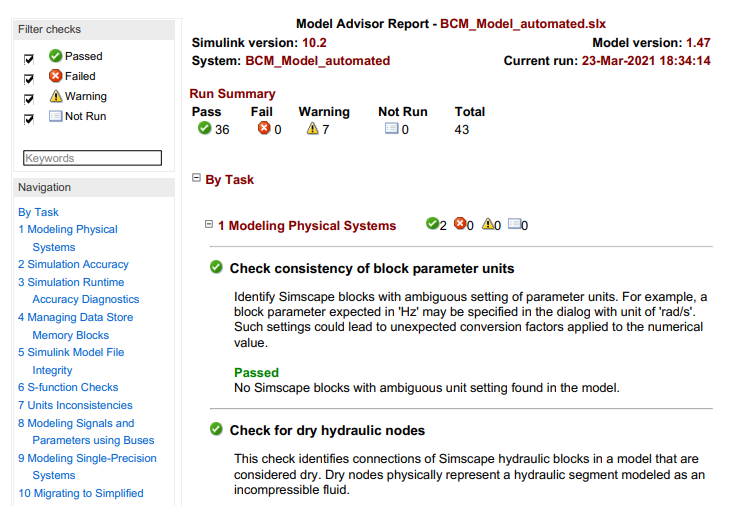 Filter checks
Passed
Failed
Warning
Not Run
Keywords
Navigation
By Task
1 Modeling Physical
Systems
2 Simulation Accuracy
3 Simulation Runtime
Accuracy Diagnostics
4 Managing Data Store
Memory Blocks
5 Simulink Model File
Integrity
6 S-function Checks
7 Units Inconsistencies
8 Modeling Signals and
Parameters using Buses
9 Modeling Single-Precision
Systems
10 Migrating to Simplified
Model Advisor Report - BCM_Model_automated.slx
Simulink version: 10.2 Model version: 1.47
System: BCM_Model_automated Current run: 23-Mar-2021 18:34:14
Run Summary
Pass Fail Warning Not Run Total
36 0 7 0 43
By Task
1 Modeling Physical Systems 2 0 0 0
Check consistency of block parameter units
Identify Simscape blocks with ambiguous setting of parameter units. For example, a
block parameter expected in 'Hz' may be specified in the dialog with unit of 'rad/s'.
Such settings could lead to unexpected conversion factors applied to the numerical
value.
Passed
No Simscape blocks with ambiguous unit setting found in the model.
Check for dry hydraulic nodes
This check identifies connections of Simscape hydraulic blocks in a model that are
considered dry. Dry nodes physically represent a hydraulic segment modeled as an
incompressible fluid.